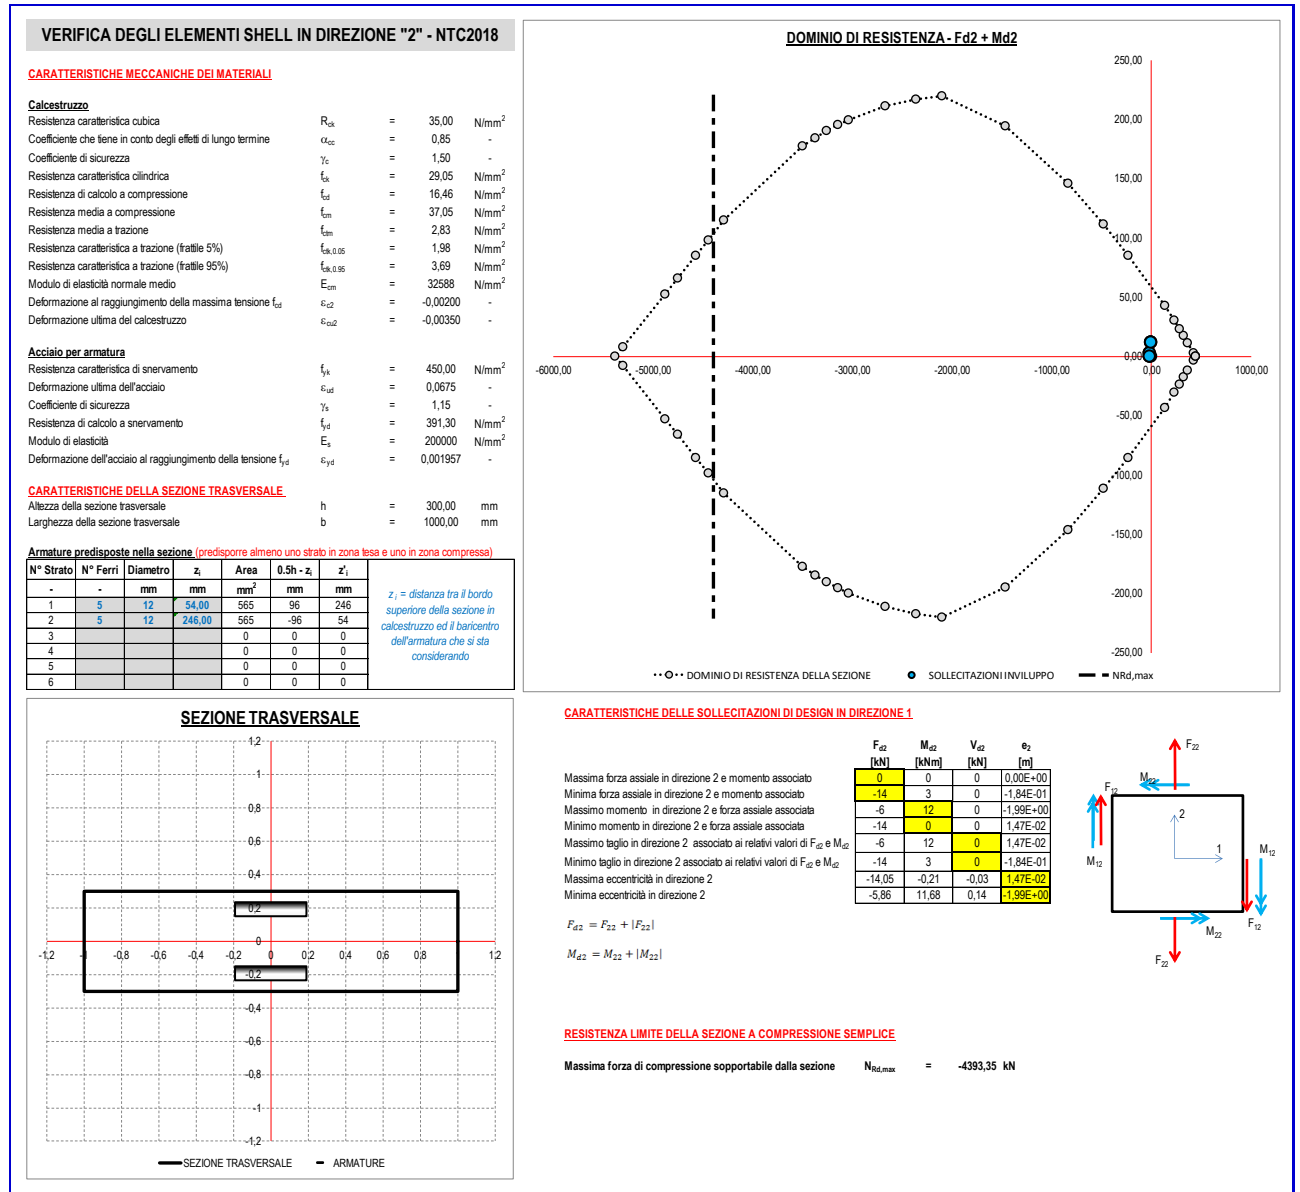 VERIFICA DEGLI ELEMENTI SHELL IN DIREZIONE "2" - NTC2018
CARATTERISTICHE MECCANICHE DEI MATERIALI
Calcestruzzo
Resistenza caratteristica cubica Rck = 35,00 N/mm²
Coefficiente che tiene in conto degli effetti di lungo termine αcc = 0,85 -
Coefficiente di sicurezza γc = 1,50 -
Resistenza caratteristica cilindrica fck = 29,05 N/mm²
Resistenza di calcolo a compressione fcd = 16,46 N/mm²
Resistenza media a compressione fcm = 37,05 N/mm²
Resistenza media a trazione fctm = 2,83 N/mm²
Resistenza caratteristica a trazione (frattile 5%) fctk,0.05 = 1,98 N/mm²
Resistenza caratteristica a trazione (frattile 95%) fctk,0.95 = 3,69 N/mm²
Modulo di elasticità normale medio Ecm = 32588 N/mm²
Deformazione al raggiungimento della massima tensione fcd εc2 = -0,00200 -
Deformazione ultima del calcestruzzo εcu2 = -0,00350 -
Acciaio per armatura
Resistenza caratteristica di snervamento fyk = 450,00 N/mm²
Deformazione ultima dell'acciaio εud = 0,0675 -
Coefficiente di sicurezza γs = 1,15 -
Resistenza di calcolo a snervamento fyd = 391,30 N/mm²
Modulo di elasticità Es = 200000 N/mm²
Deformazione dell'acciaio al raggiungimento della tensione fyd εyd = 0,001957 -
CARATTERISTICHE DELLA SEZIONE TRASVERSALE
Altezza della sezione trasversale h = 300,00 mm
Larghezza della sezione trasversale b = 1000,00 mm
Armature predisposte nella sezione (predisporre almeno uno strato in zona tesa e uno in zona compressa)
N° Strato N° Ferri Diametro zi Area 0.5h - zi z'i
- - mm mm mm² mm mm
1 5 12 54,00 565 96 246
2 5 12 246,00 565 -96 54
3 0 0 0
4 0 0 0
5 0 0 0
6 0 0 0
zi = distanza tra il bordo
superiore della sezione in
calcestruzzo ed il baricentro
dell'armatura che si sta
considerando
DOMINIO DI RESISTENZA - Fd2 + Md2
250,00
200,00
150,00
100,00
50,00
0,00
-6000,00 -5000,00 -4000,00 -3000,00 -2000,00 -1000,00 0,00 1000,00
-50,00
-100,00
-150,00
-200,00
-250,00
DOMINIO DI RESISTENZA DELLA SEZIONE SOLLECITAZIONI INVILUPPO NRd,max
SEZIONE TRASVERSALE
1,2
1
0,8
0,6
0,4
0,2
0
-1,2 -1 -0,8 -0,6 -0,4 -0,2 0 0,2 0,4 0,6 0,8 1 1,2
-0,2
-0,4
-0,6
-0,8
-1
-1,2
SEZIONE TRASVERSALE ARMATURE
CARATTERISTICHE DELLE SOLLECITAZIONI DI DESIGN IN DIREZIONE 1
Fd2 Md2 Vd2 e2
[kN] [kNm] [kN] [m]
Massima forza assiale in direzione 2 e momento associato 0 0 0 0,00E+00
Minima forza assiale in direzione 2 e momento associato -14 3 0 -1,84E-01
Massimo momento in direzione 2 e forza assiale associata -6 12 0 -1,99E+00
Minimo momento in direzione 2 e forza assiale associata -14 0 0 1,47E-02
Massimo taglio in direzione 2 associato ai relativi valori di Fd2 e Md2 -6 12 0 1,47E-02
Minimo taglio in direzione 2 associato ai relativi valori di Fd2 e Md2 -14 3 0 -1,84E-01
Massima eccentricità in direzione 2 -14,05 -0,21 -0,03 1,47E-02
Minima eccentricità in direzione 2 -5,86 11,68 0,14 -1,99E+00
Fd2 = F22 + |F22|
Md2 = M22 + |M22|
F22
M22
F12
2
1
M12
M12
F12
M22
F22
RESISTENZA LIMITE DELLA SEZIONE A COMPRESSIONE SEMPLICE
Massima forza di compressione sopportabile dalla sezione NRd,max = -4393,35 kN